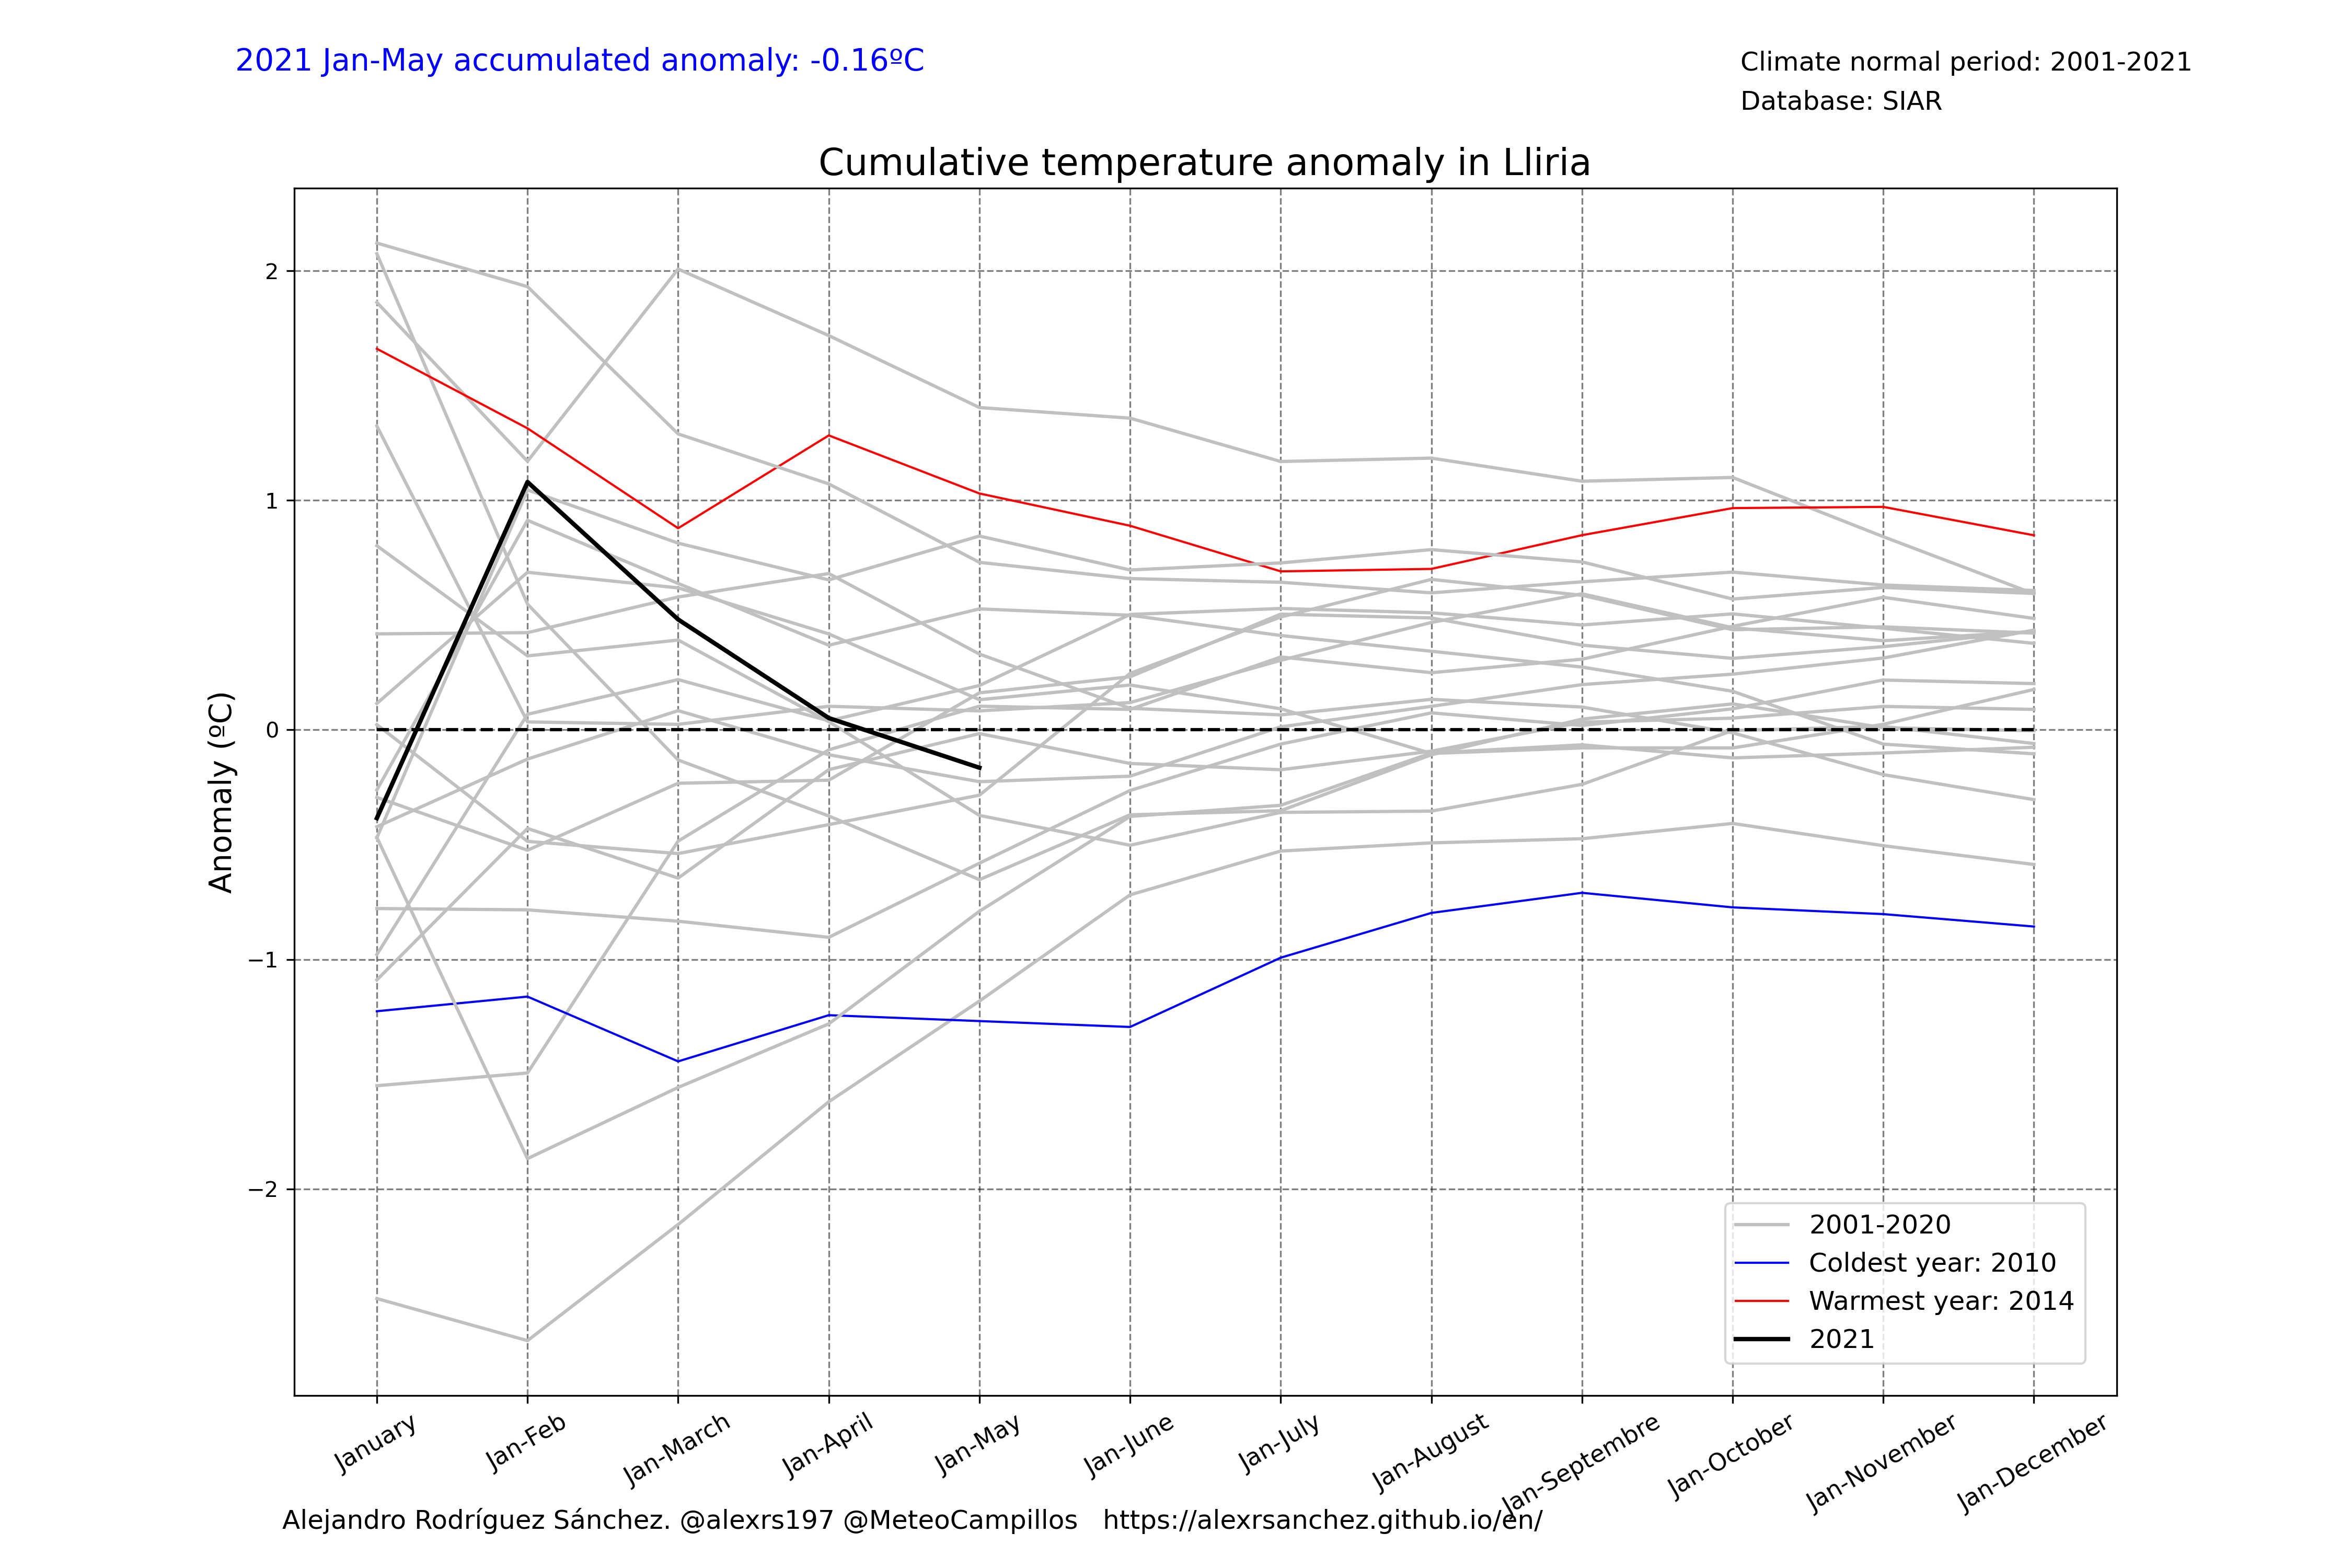 2021 Jan-May accumulated anomaly: -0.16ºC
Climate normal period: 2001-2021
Database: SIAR
Cumulative temperature anomaly in Lliria
Anomaly (ºC)
2
1
0
−1
−2
2001-2020
Coldest year: 2010
Warmest year: 2014
2021
January
Jan-Feb
Jan-March
Jan-April
Jan-May
Jan-June
Jan-July
Jan-August
Jan-Septembre
Jan-October
Jan-November
Jan-December
Alejandro Rodríguez Sánchez. @alexrs197 @MeteoCampillos   https://alexrsanchez.github.io/en/